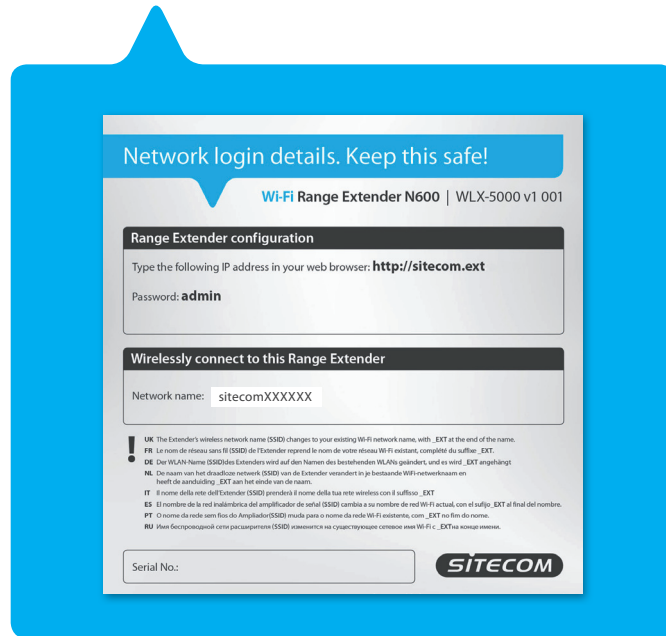 Network login details. Keep this safe!
Wi-Fi Range Extender N600 | WLX-5000 v1 001
Range Extender configuration
Type the following IP address in your web browser: http://sitecom.ext
Password: admin
Wirelessly connect to this Range Extender
Network name: sitecomXXXXXX
! UK The Extender's wireless network name (SSID) changes to your existing Wi-Fi network name, with _EXT at the end of the name.
FR Le nom de réseau sans fil (SSID) de l'Extender reprend le nom de votre réseau Wi-Fi existant, complété du suffixe _EXT.
DE Der WLAN-Name (SSID)des Extenders wird auf den Namen des bestehenden WLANs geändert, und es wird _EXT angehängt
NL De naam van het draadloze netwerk (SSID) van de Extender verandert in je bestaande WiFi-netwerknaam en
heeft de aanduiding _EXT aan het einde van de naam.
IT Il nome della rete dell'Extender (SSID) prenderà il nome della tua rete wireless con il suffisso _EXT
ES El nombre de la red inalámbrica del amplificador de señal (SSID) cambia a su nombre de red Wi-Fi actual, con el sufijo _EXT al final del nombre.
PT O nome da rede sem fios do Ampliador(SSID) muda para o nome da rede Wi-Fi existente, com _EXT no fim do nome.
RU Имя беспроводной сети расширителя (SSID) изменится на существующее сетевое имя Wi-Fi с _EXTна конце имени.
Serial No.:
SITECOM